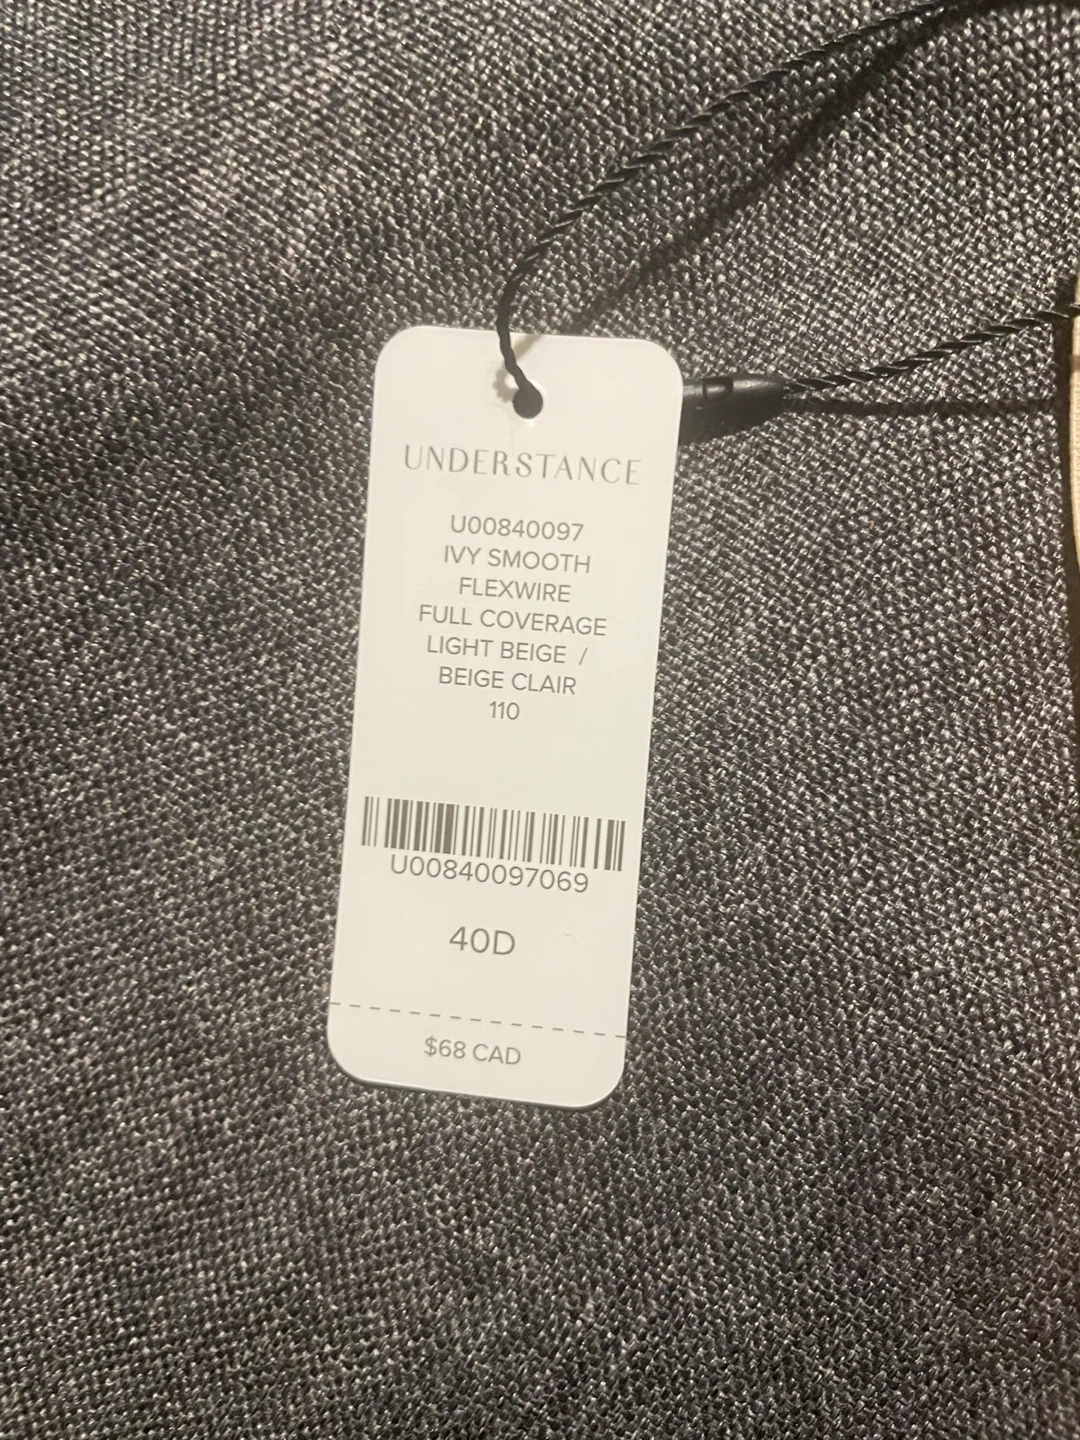 UNDERSTANCE
U00840097
IVY SMOOTH
FLEXWIRE
FULL COVERAGE
LIGHT BEIGE /
BEIGE CLAIR
110
U00840097069
40D
$68 CAD